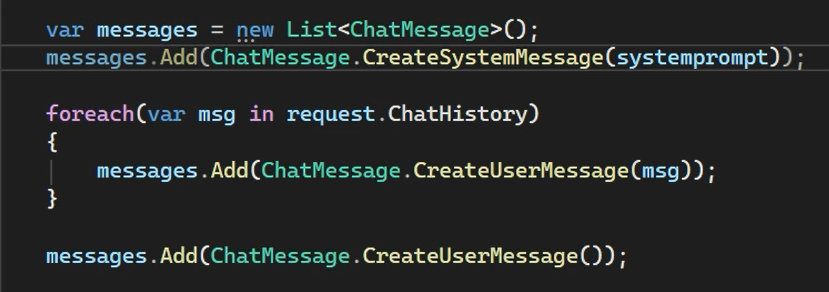 var messages = new List<ChatMessage>();
messages.Add(ChatMessage.CreateSystemMessage(systemprompt));
foreach(var msg in request.ChatHistory)
{
messages.Add(ChatMessage.CreateUserMessage(msg));
}
messages.Add(ChatMessage.CreateUserMessage());